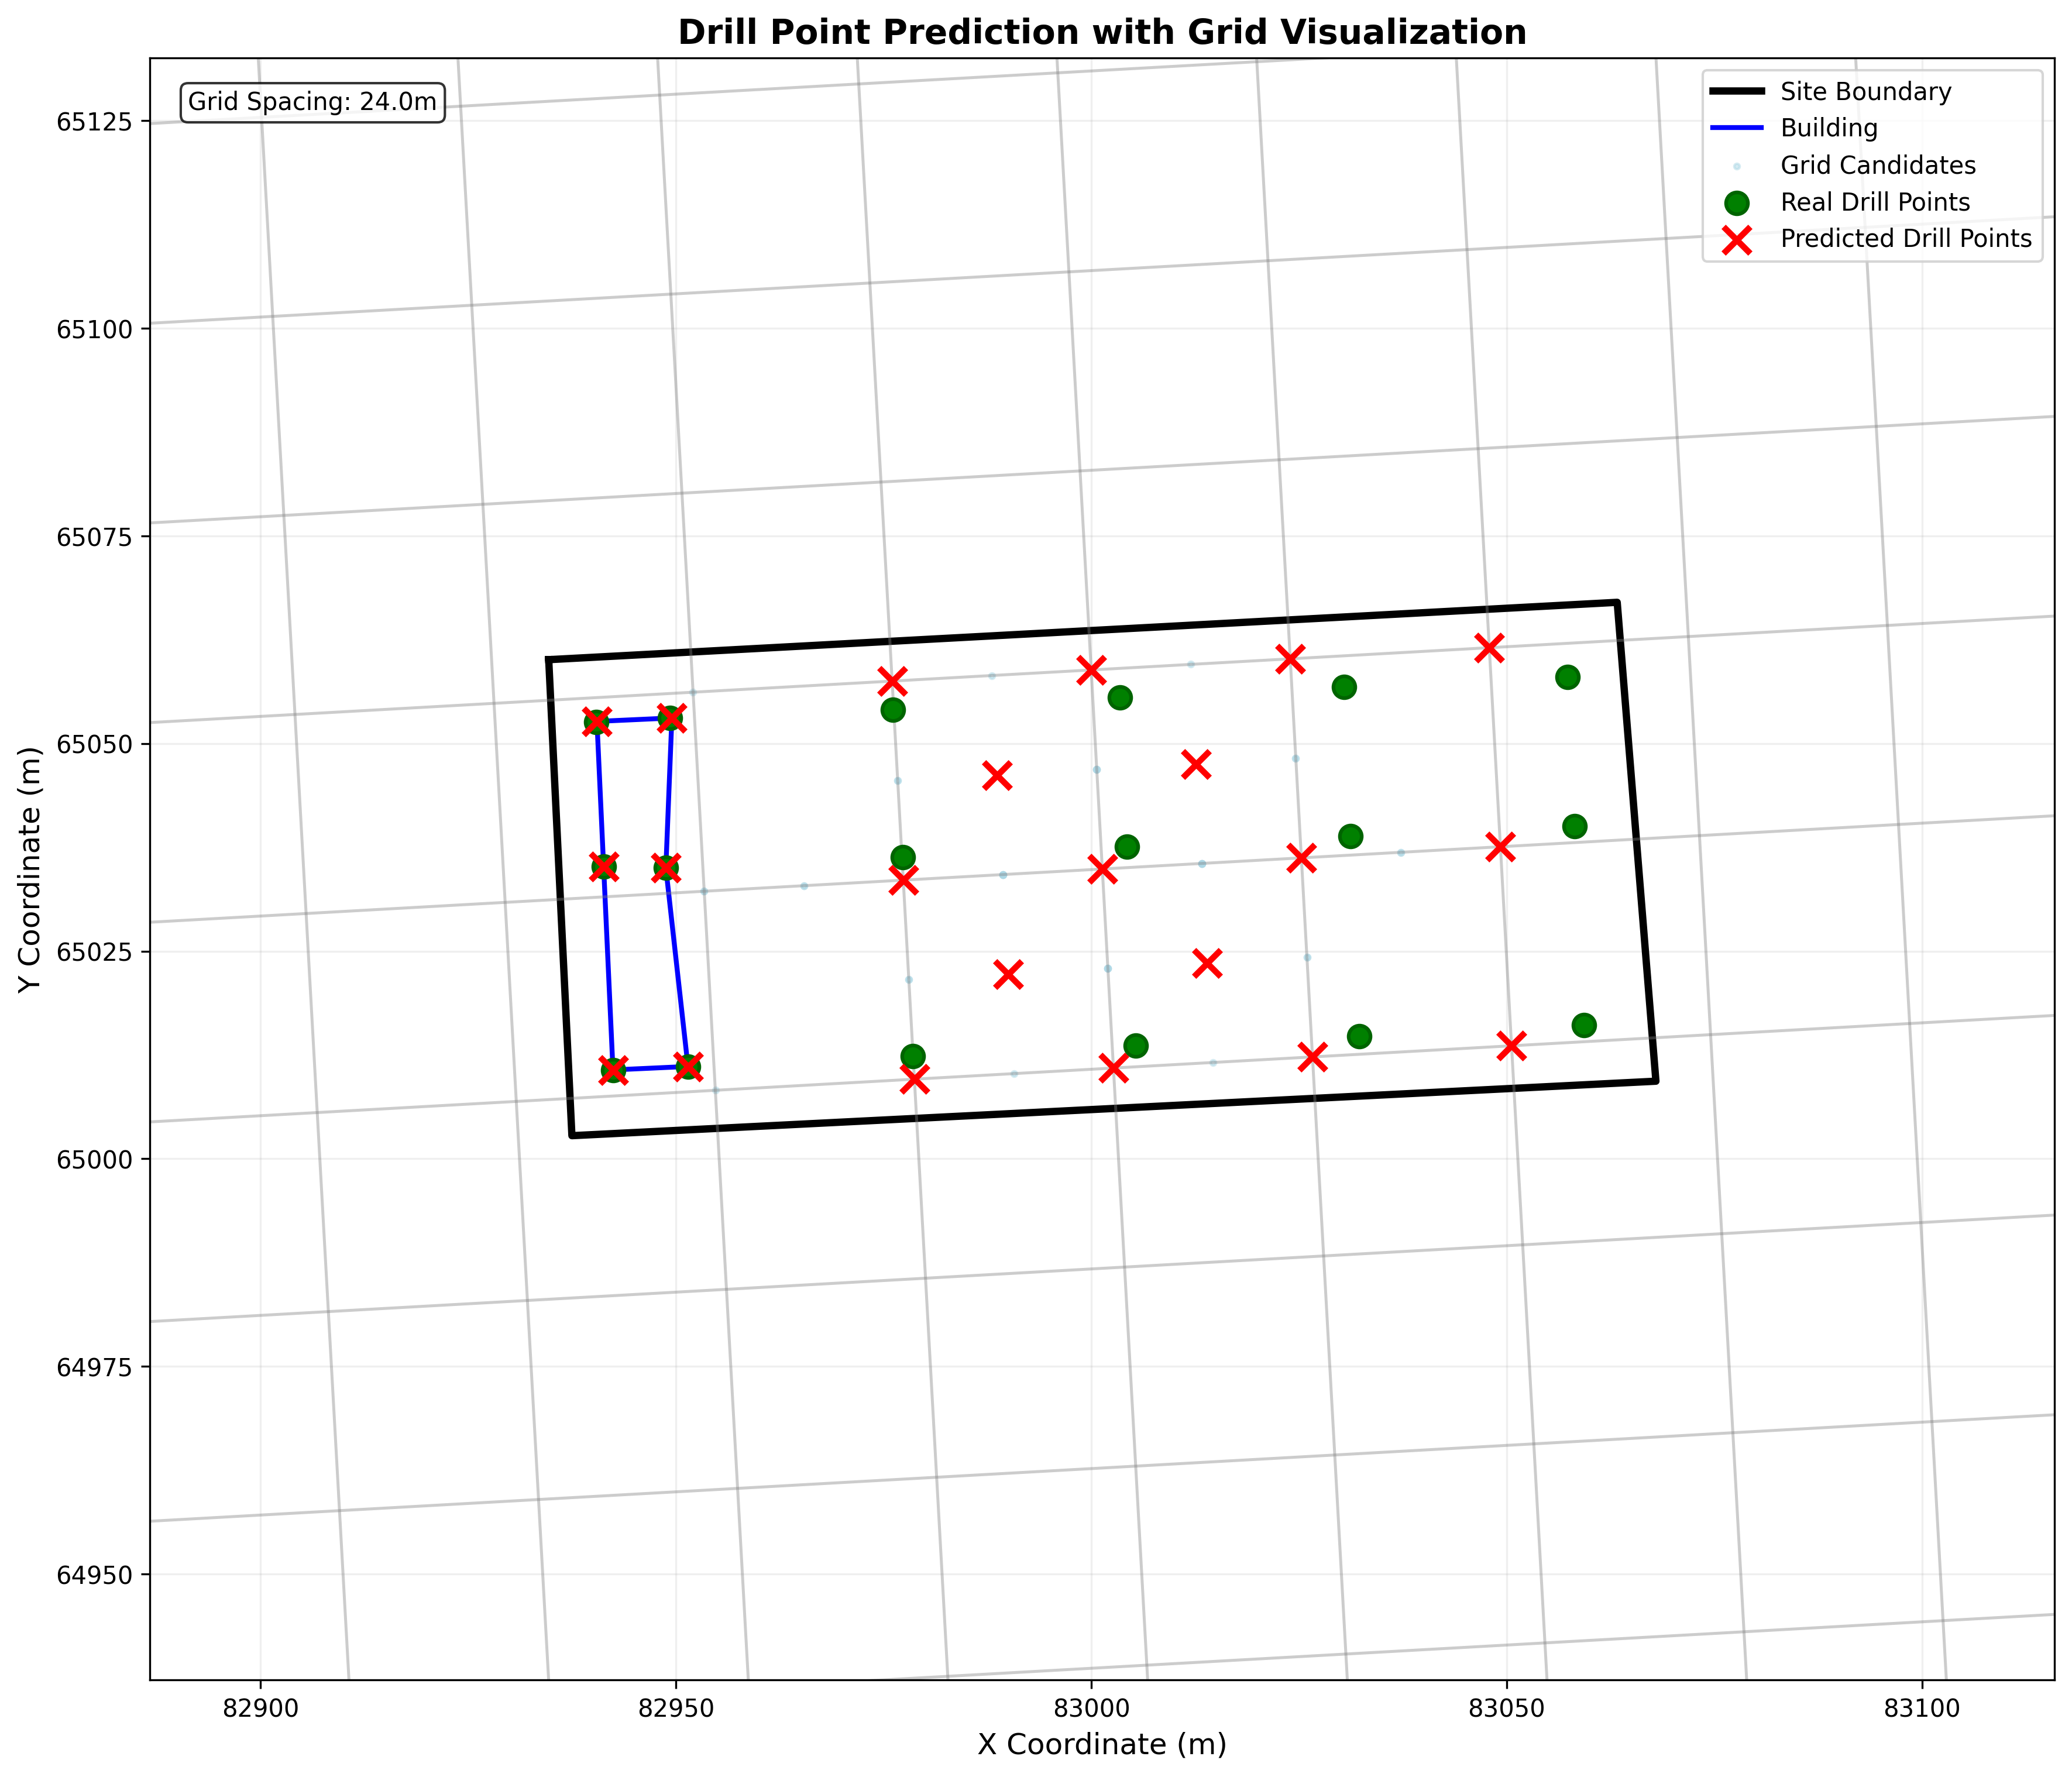 Drill Point Prediction with Grid Visualization
Grid Spacing: 24.0m
Site Boundary
Building
Grid Candidates
Real Drill Points
Predicted Drill Points
Y Coordinate (m)
65125
65100
65075
65050
65025
65000
64975
64950
82900
82950
83000
83050
83100
X Coordinate (m)